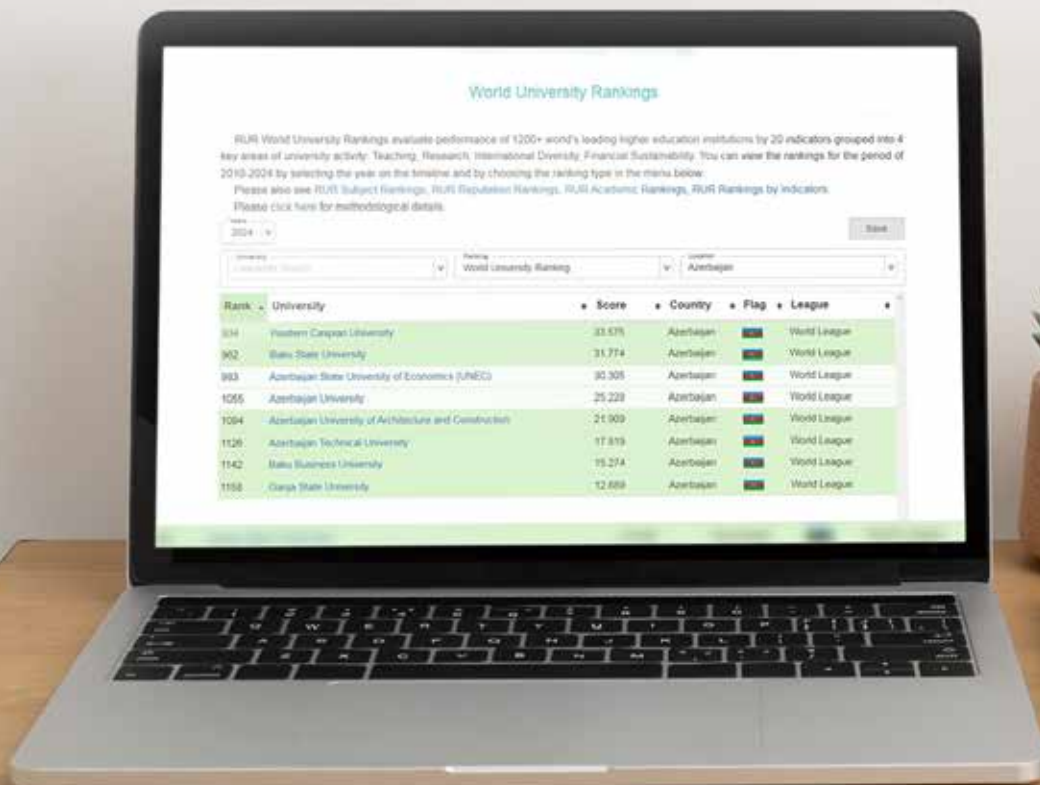 World University Rankings
RUR World University Rankings evaluate performance of 1200+ world's leading higher education institutions by 20 indicators grouped into 4
key areas of university activity: Teaching, Research, International Diversity, Financial Sustainability. You can view the rankings for the period of
2010-2024 by selecting the year on the timeline and by choosing the ranking type in the menu below.
Please also see RUR Subject Rankings, RUR Reputation Rankings, RUR Academic Rankings, RUR Rankings by indicators.
Please click here for methodological details.
2024
Save
University Ranking Location
World University Ranking Azerbaijan
Rank University Score Country Flag League
934 Western Caspian University 33.575 Azerbaijan World League
962 Baku State University 31.774 Azerbaijan World League
983 Azerbaijan State University of Economics (UNEC) 30.305 Azerbaijan World League
1055 Azerbaijan University 25.228 Azerbaijan World League
1094 Azerbaijan University of Architecture and Construction 21.909 Azerbaijan World League
1126 Azerbaijan Technical University Azerbaijan World League
1142 Baku Business University 15.274 Azerbaijan World League
1158 Ganja State University Azerbaijan World League